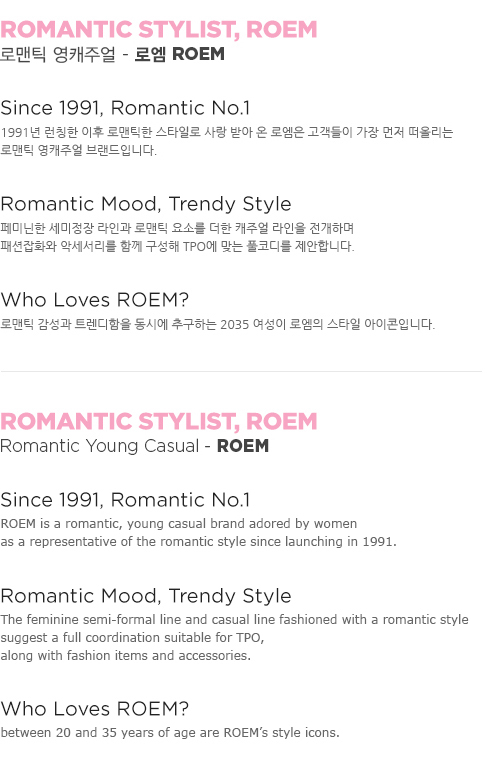 ROMANTIC STYLIST, ROEM
로맨틱 영캐주얼 - 로엠 ROEM
Since 1991, Romantic No.1
1991년 런칭한 이후 로맨틱한 스타일로 사랑 받아 온 로엠은 고객들이 가장 먼저 떠올리는
로맨틱 영캐주얼 브랜드입니다.
Romantic Mood, Trendy Style
페미닌한 세미정장 라인과 로맨틱 요소를 더한 캐주얼 라인을 전개하며
패션잡화와 악세서리를 함께 구성해 TPO에 맞는 풀코디를 제안합니다.
Who Loves ROEM?
로맨틱 감성과 트렌디함을 동시에 추구하는 2035 여성이 로엠의 스타일 아이콘입니다.
ROMANTIC STYLIST, ROEM
Romantic Young Casual - ROEM
Since 1991, Romantic No.1
ROEM is a romantic, young casual brand adored by women
as a representative of the romantic style since launching in 1991.
Romantic Mood, Trendy Style
The feminine semi-formal line and casual line fashioned with a romantic style
suggest a full coordination suitable for TPO,
along with fashion items and accessories.
Who Loves ROEM?
between 20 and 35 years of age are ROEM’s style icons.